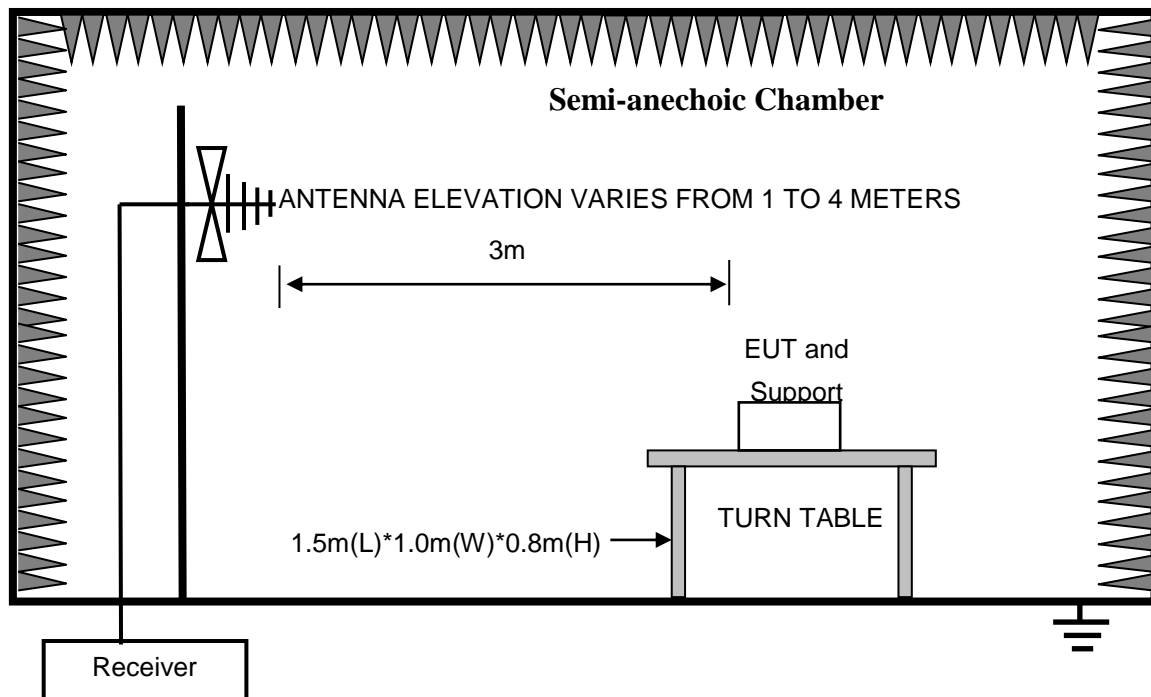 Semi-anechoic Chamber
ANTENNA ELEVATION VARIES FROM 1 TO 4 METERS
3m
EUT and
Support
TURN TABLE
1.5m(L)*1.0m(W)*0.8m(H)
Receiver